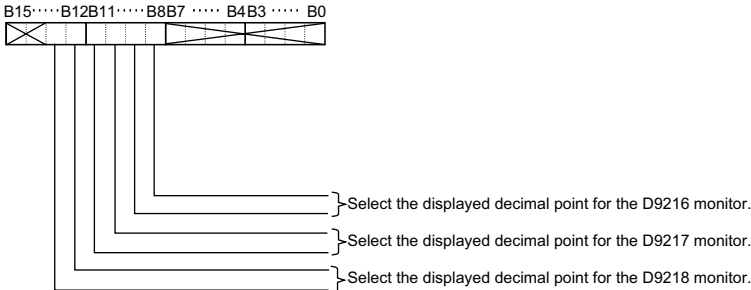 B15·····B12B11·····B8B7 ····· B4B3 ····· B0
Select the displayed decimal point for the D9216 monitor.
Select the displayed decimal point for the D9217 monitor.
Select the displayed decimal point for the D9218 monitor.